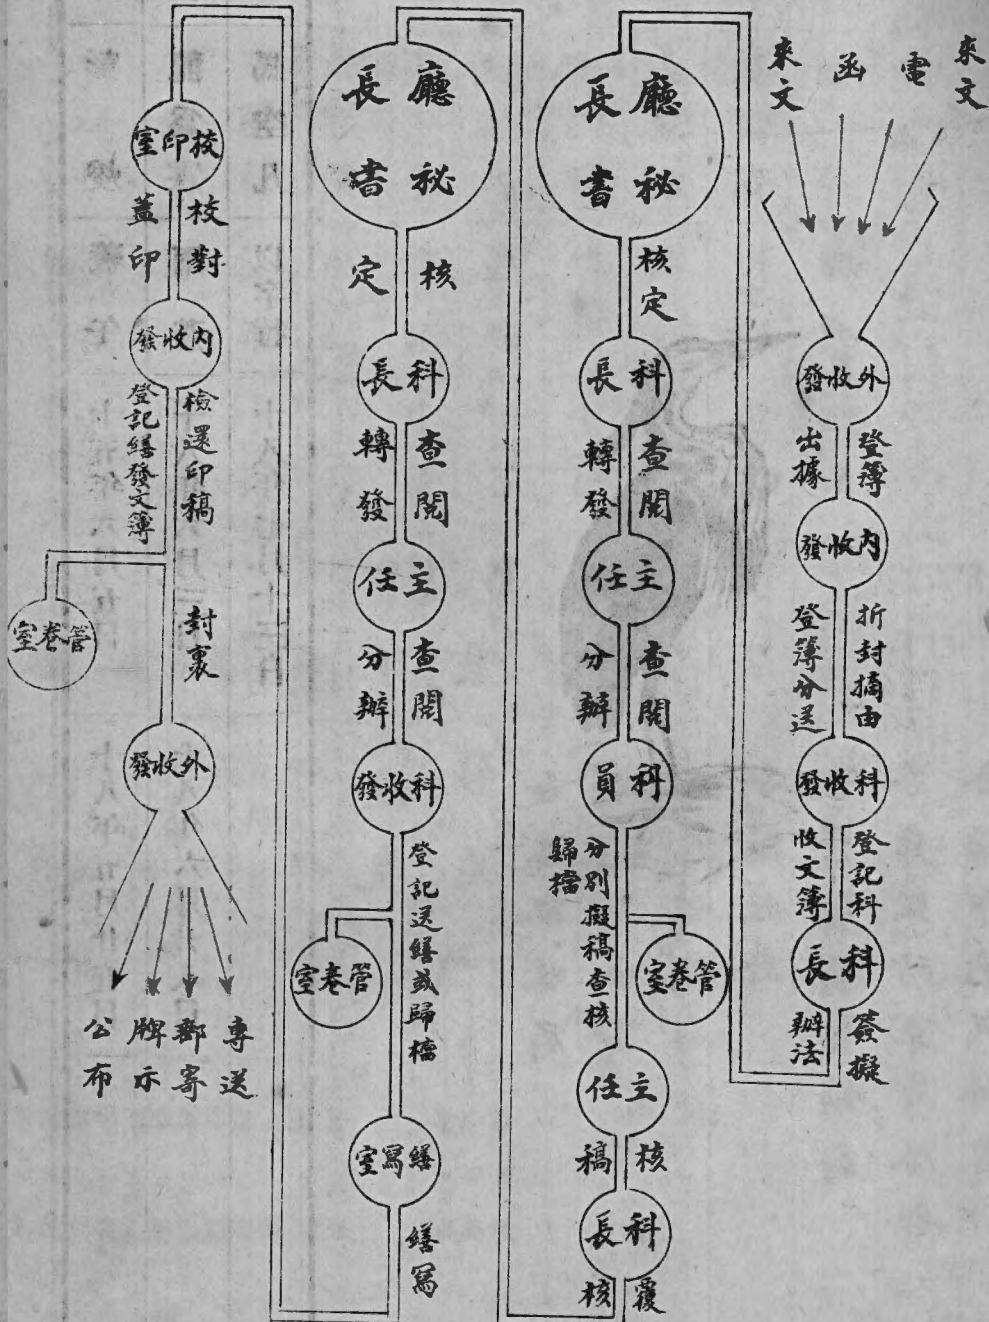 來文
電
函
來文
外收發
登簿
出據
內收發
折封摘由
登簿分送
科收發
登記科
收文簿
科長
簽擬
辦法
廳長
秘書
核定
科長
查閱
轉發
主任
查閱
分辦
科員
分別擬稿查核
歸檔
管卷室
主任
核稿
科長
覆核
廳長
秘書
核定
科長
查閱
轉發
主任
查閱
分辦
科收發
登記送繕或歸檔
管卷室
繕寫室
繕寫
校印室
校對
蓋印
內收發
檢還印稿
登記繕發文簿
管卷室
封裏
外收發
專送
郵寄
牌示
公布